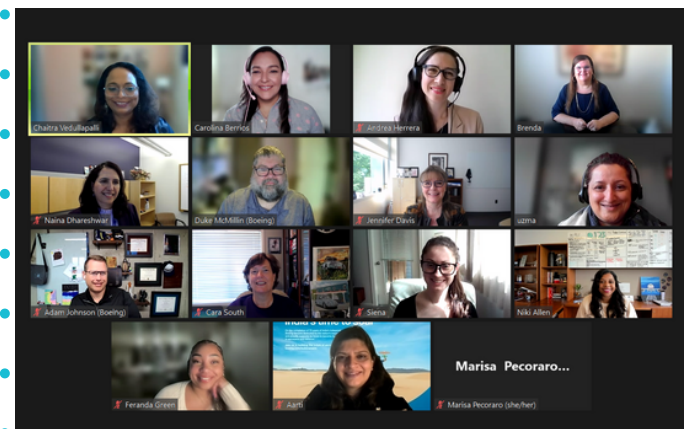 Chaitra Vedullapalli
Carolina Berrios
Andrea Herrera
Brenda
Naina Dhareshwar
Duke McMillin (Boeing)
Jennifer Davis
uzma
Adam Johnson (Boeing)
Cara South
Siena
Niki Allen
India's time to soar
Feranda Green
Aarti
Marisa Pecoraro...
Marisa Pecoraro (she/her)